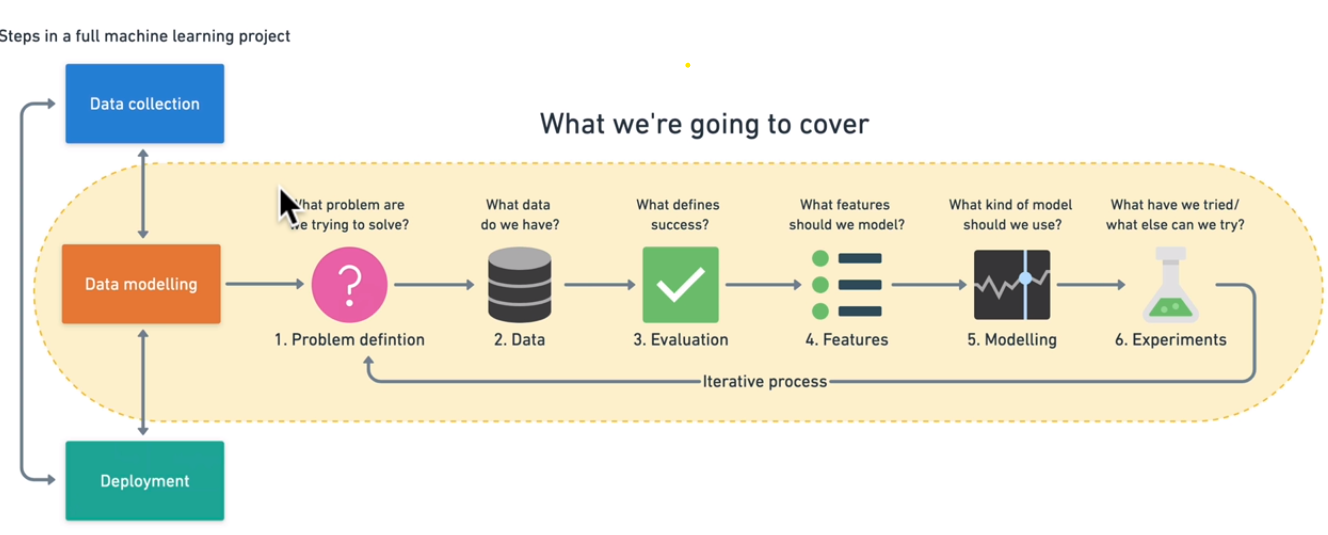 Steps in a full machine learning project
Data collection
What we're going to cover
What problem are
we trying to solve?
What data
do we have?
What defines
success?
What features
should we model?
What kind of model
should we use?
What have we tried/
what else can we try?
Data modelling
?
1. Problem defintion
2. Data
3. Evaluation
4. Features
5. Modelling
6. Experiments
Iterative process
Deployment